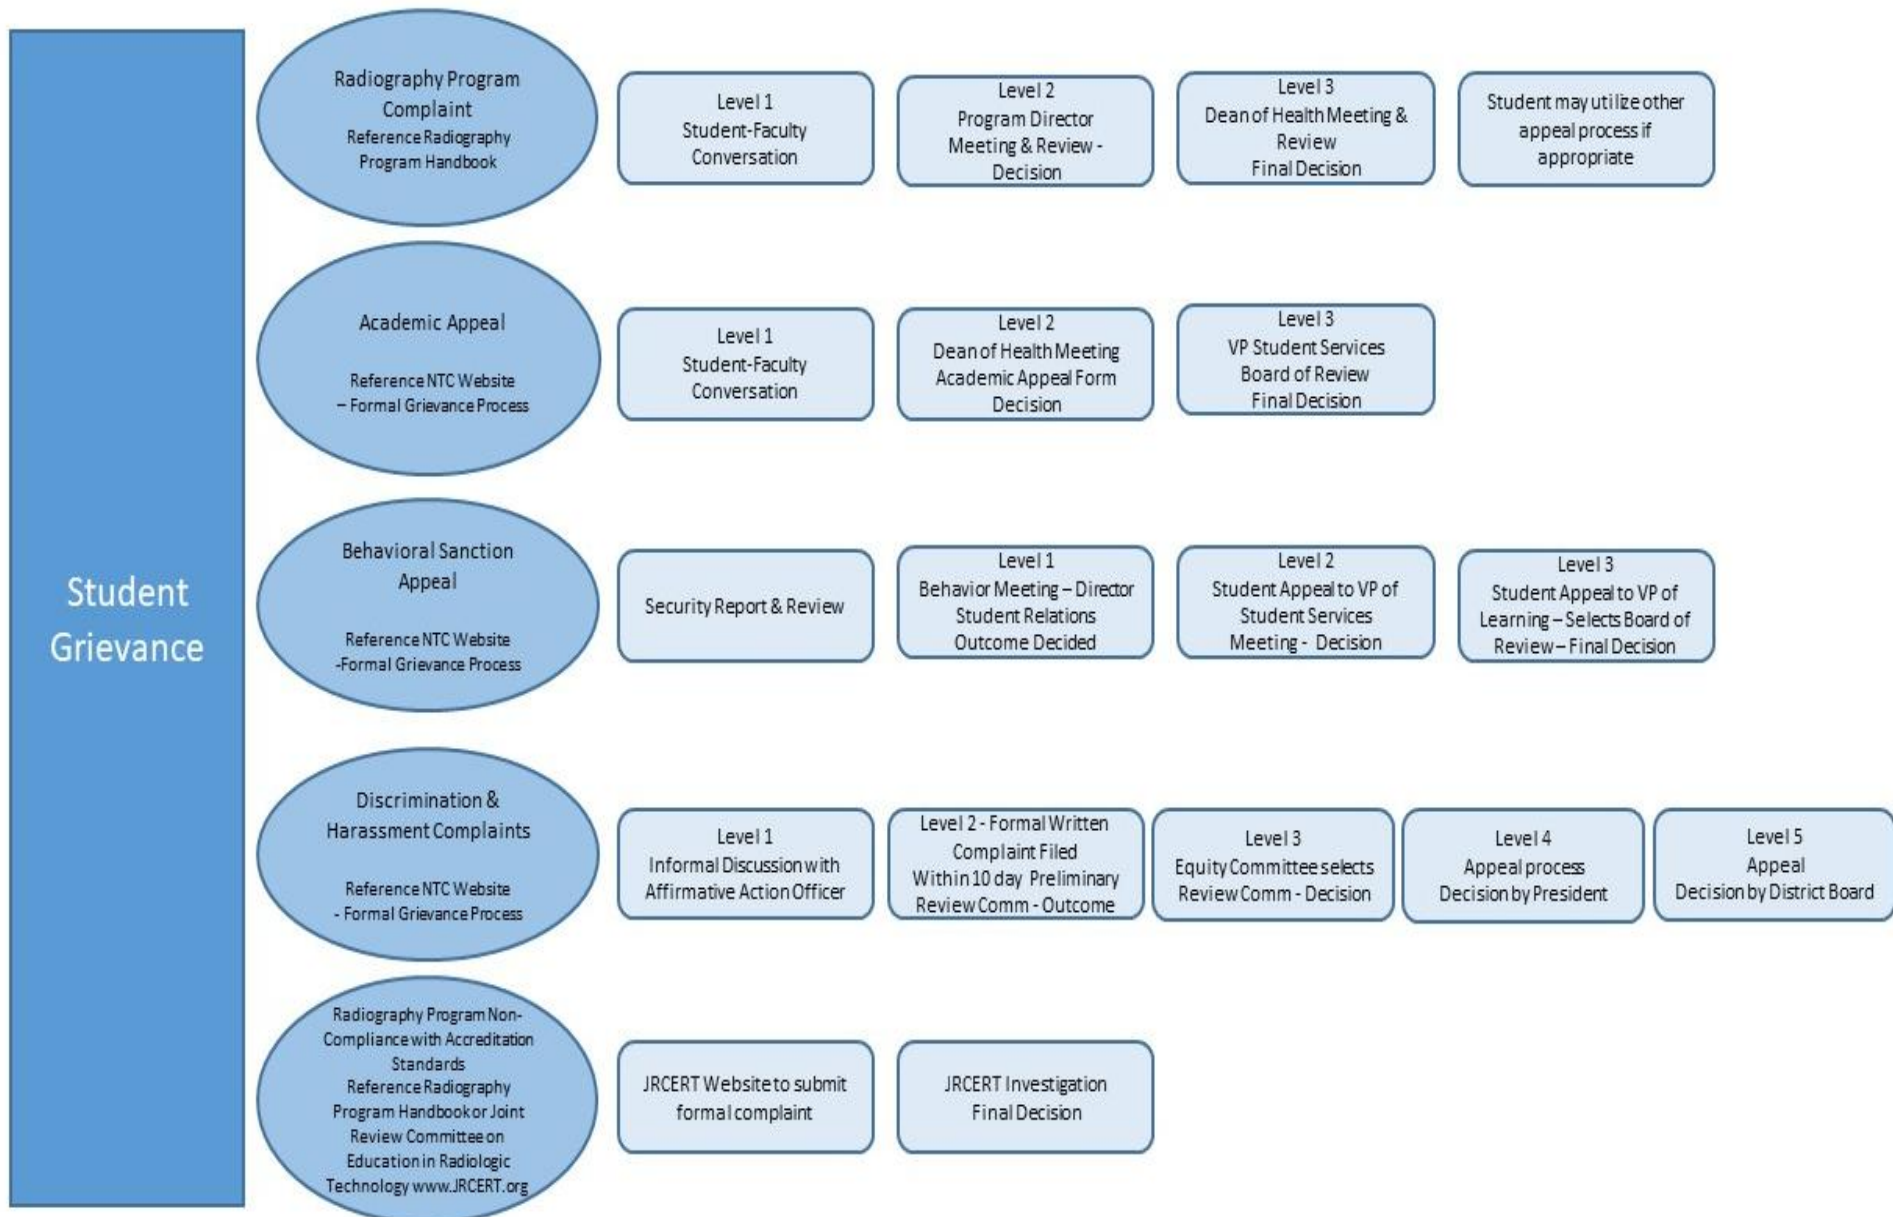 Student
Grievance
Radiography Program
Complaint
Reference Radiography
Program Handbook
Level 1
Student-Faculty
Conversation
Level 2
Program Director
Meeting & Review -
Decision
Level 3
Dean of Health Meeting &
Review
Final Decision
Student may utilize other
appeal process if
appropriate
Academic Appeal
Reference NTC Website
– Formal Grievance Process
Level 1
Student-Faculty
Conversation
Level 2
Dean of Health Meeting
Academic Appeal Form
Decision
Level 3
VP Student Services
Board of Review
Final Decision
Behavioral Sanction
Appeal
Reference NTC Website
-Formal Grievance Process
Security Report & Review
Level 1
Behavior Meeting – Director
Student Relations
Outcome Decided
Level 2
Student Appeal to VP of
Student Services
Meeting - Decision
Level 3
Student Appeal to VP of
Learning – Selects Board of
Review – Final Decision
Discrimination &
Harassment Complaints
Reference NTC Website
- Formal Grievance Process
Level 1
Informal Discussion with
Affirmative Action Officer
Level 2 - Formal Written
Complaint Filed
Within 10 day Preliminary
Review Comm - Outcome
Level 3
Equity Committee selects
Review Comm - Decision
Level 4
Appeal process
Decision by President
Level 5
Appeal
Decision by District Board
Radiography Program Non-
Compliance with Accreditation
Standards
Reference Radiography
Program Handbook or Joint
Review Committee on
Education in Radiologic
Technology www.JRCERT.org
JRCERT Website to submit
formal complaint
JRCERT Investigation
Final Decision